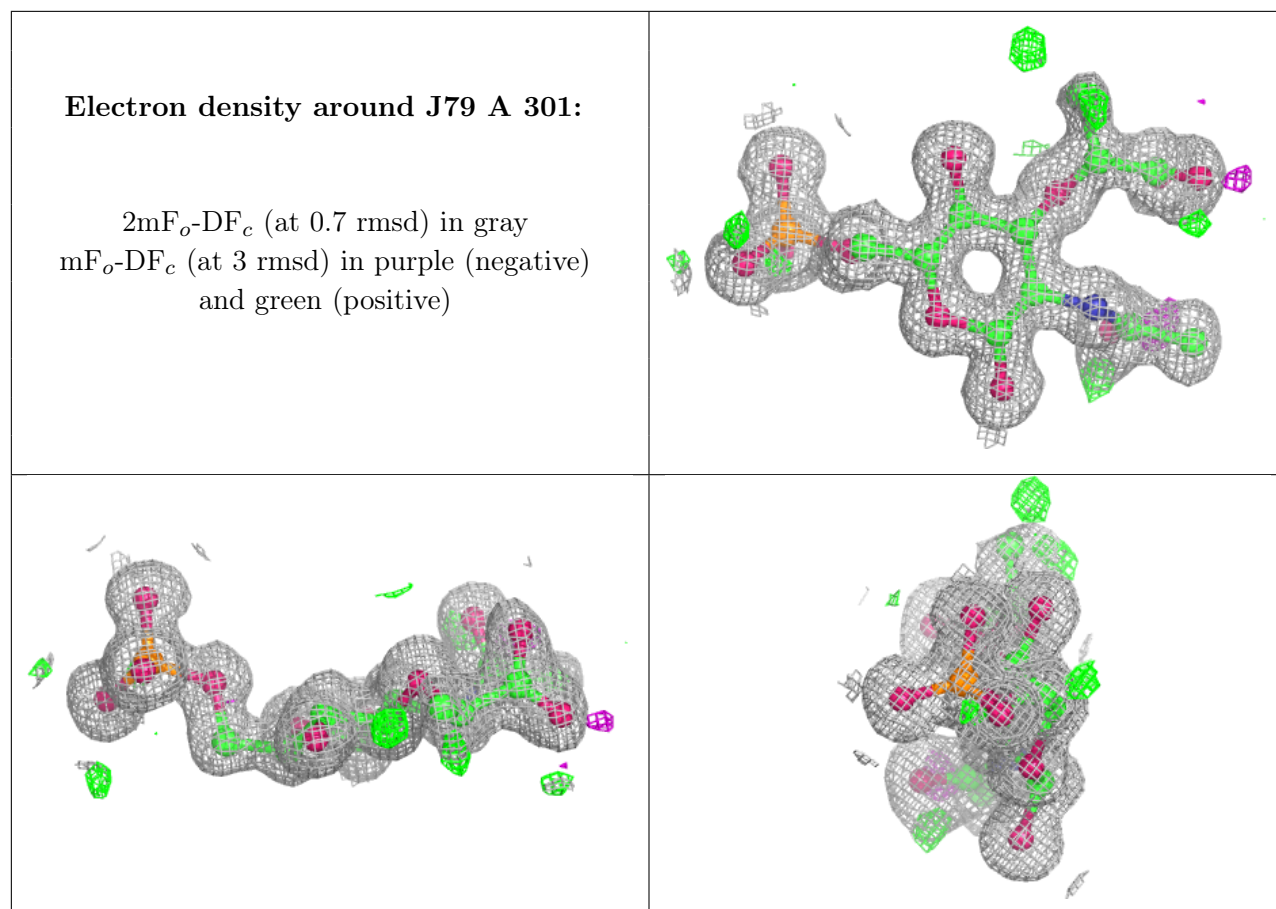 Electron density around J79 A 301:
2mFo-DFc (at 0.7 rmsd) in gray
mFo-DFc (at 3 rmsd) in purple (negative)
and green (positive)